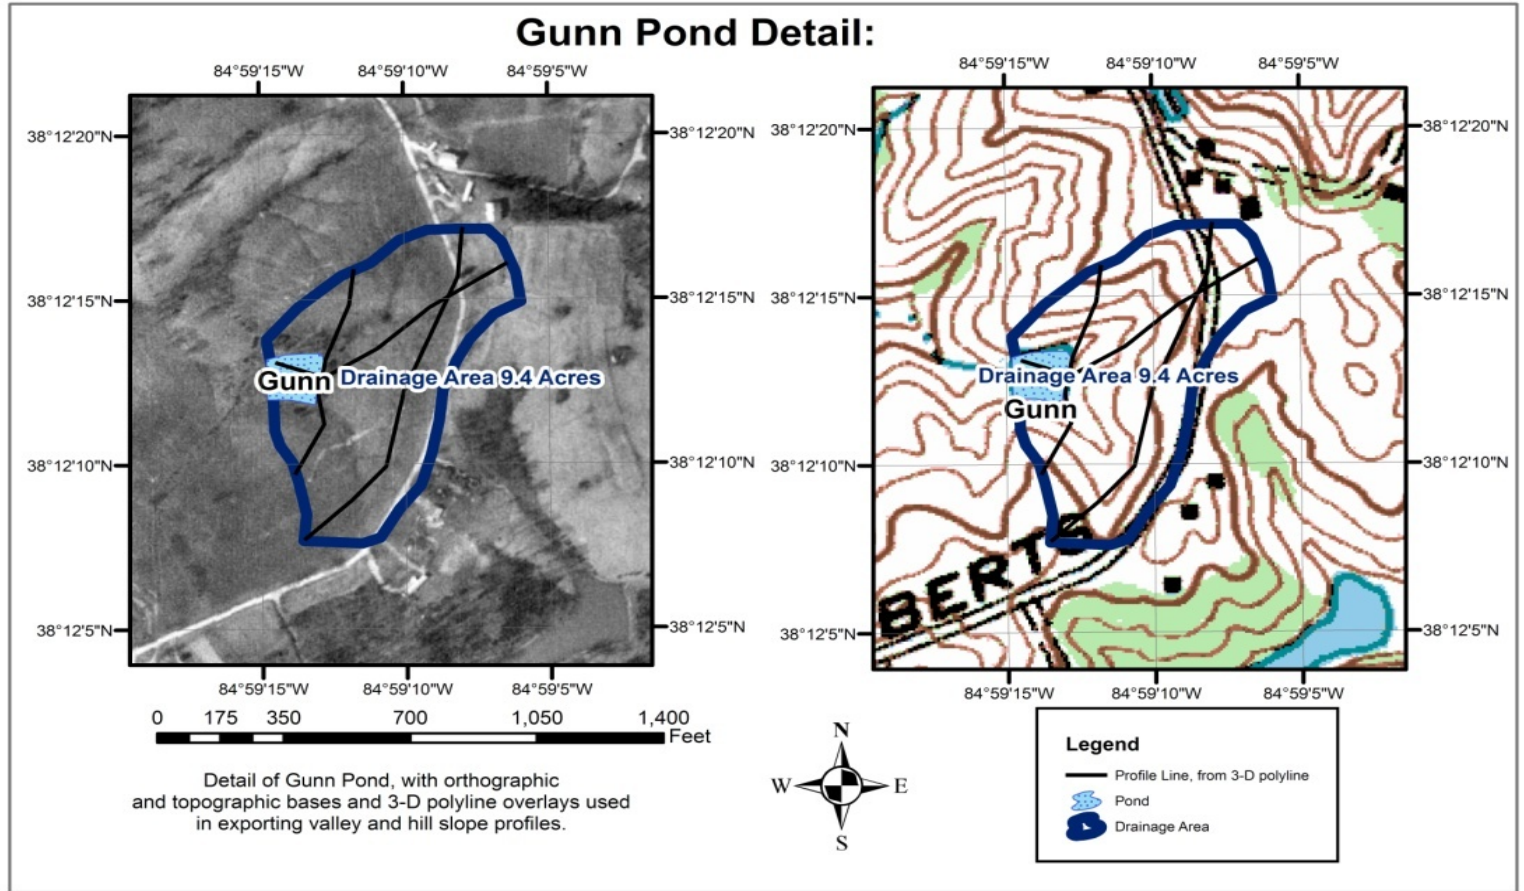 Gunn Pond Detail:
84°59'15"W 84°59'10"W 84°59'5"W
38°12'20"N 38°12'20"N
38°12'15"N 38°12'15"N
Gunn Drainage Area 9.4 Acres
38°12'10"N 38°12'10"N
38°12'5"N 38°12'5"N
84°59'15"W 84°59'10"W 84°59'5"W
0 175 350 700 1,050 1,400
Feet
Detail of Gunn Pond, with orthographic
and topographic bases and 3-D polyline overlays used
in exporting valley and hill slope profiles.
84°59'15"W 84°59'10"W 84°59'5"W
38°12'20"N 38°12'20"N
38°12'15"N 38°12'15"N
Drainage Area 9.4 Acres
Gunn
38°12'10"N 38°12'10"N
38°12'5"N 38°12'5"N
84°59'15"W 84°59'10"W 84°59'5"W
N
W E
S
Legend
Profile Line, from 3-D polyline
Pond
Drainage Area